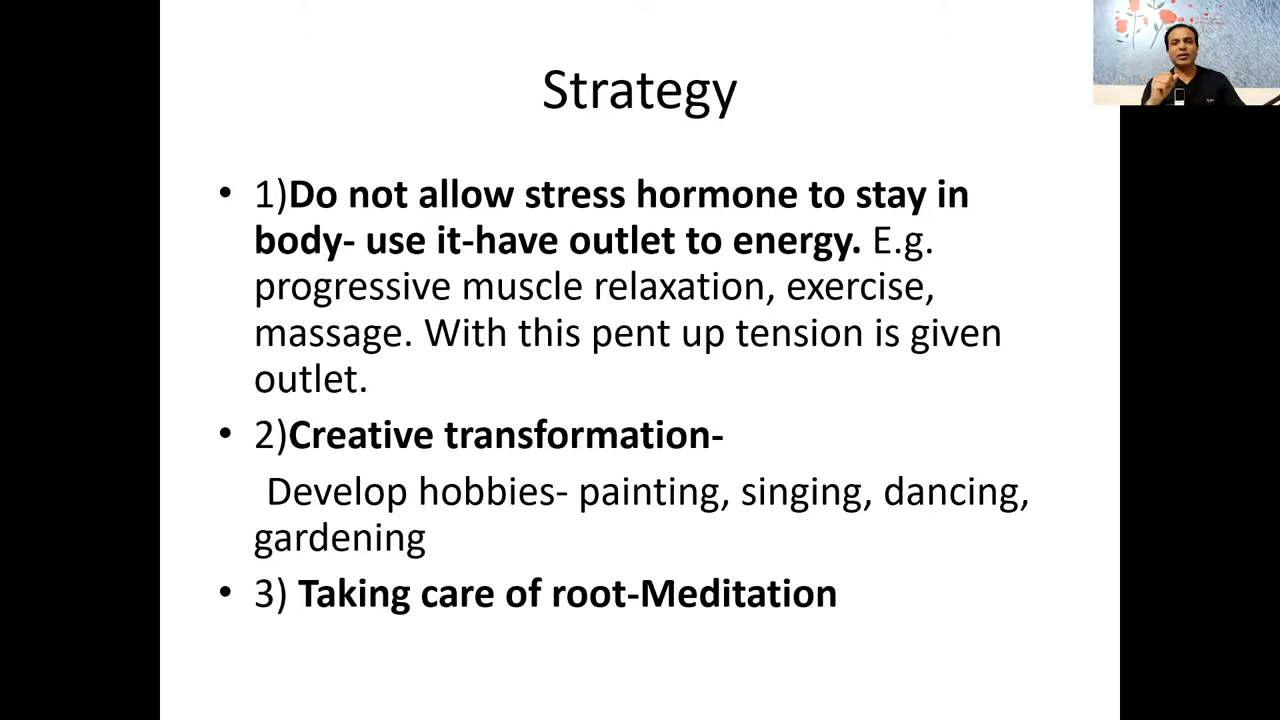 Strategy
• 1)Do not allow stress hormone to stay in
body- use it-have outlet to energy. E.g.
progressive muscle relaxation, exercise,
massage. With this pent up tension is given
outlet.
• 2)Creative transformation-
Develop hobbies- painting, singing, dancing,
gardening
• 3) Taking care of root-Meditation